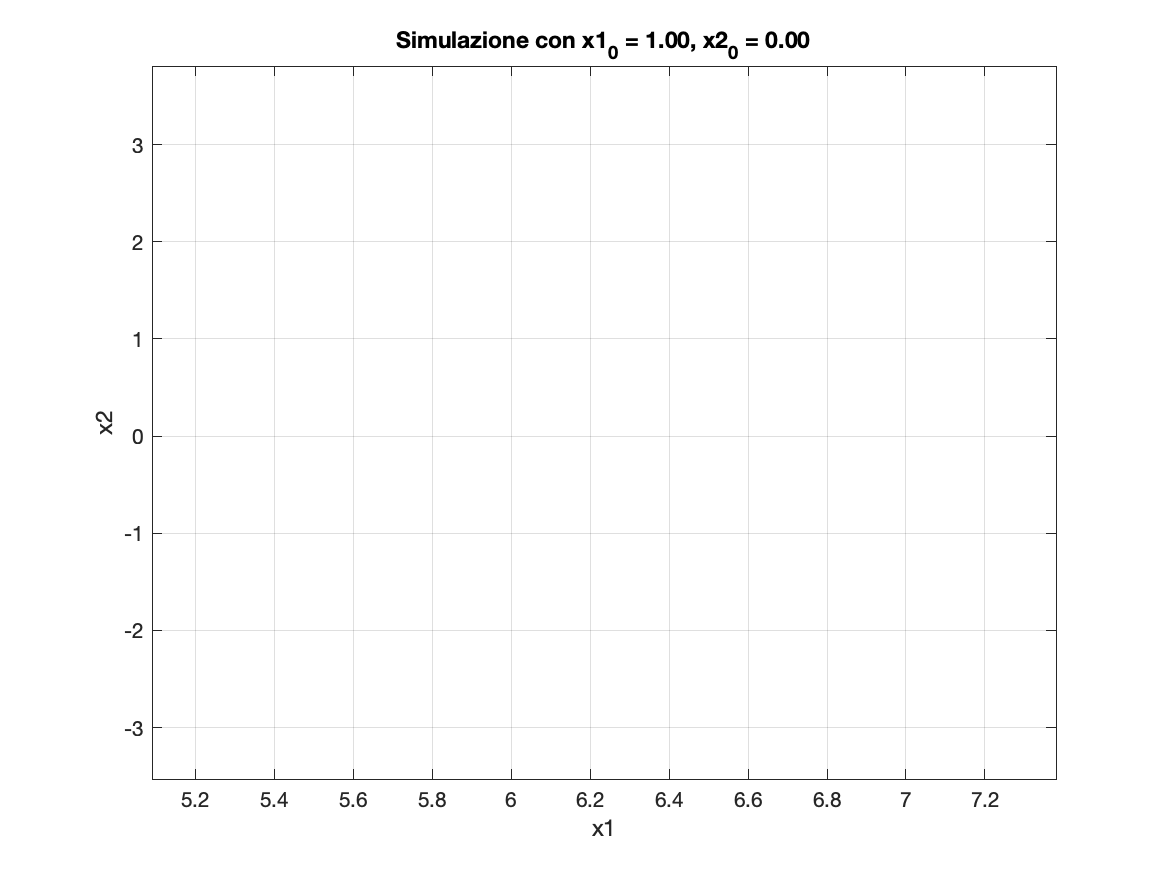 Simulazione con x1₀ = 1.00, x2₀ = 0.00
3
2
1
0
-1
-2
-3
x2
5.2 5.4 5.6 5.8 6 6.2 6.4 6.6 6.8 7 7.2
x1